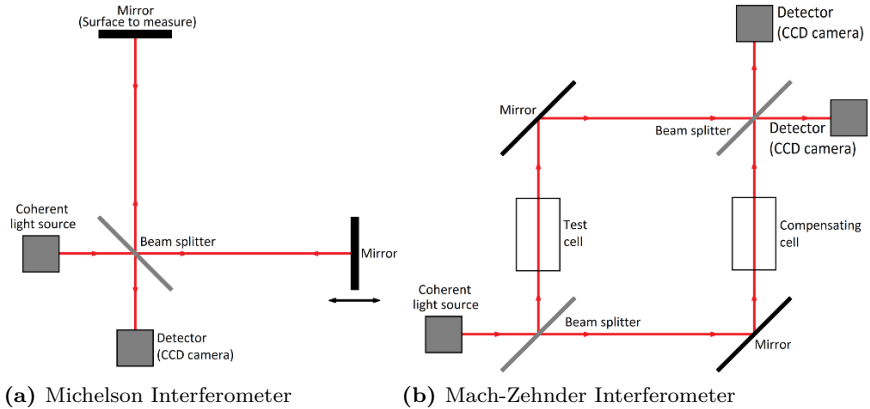 Mirror
(Surface to measure)
Coherent
light source
Beam splitter
Mirror
Detector
(CCD camera)
(a) Michelson Interferometer
Detector
(CCD camera)
Mirror
Beam splitter
Detector
(CCD camera)
Test
cell
Compensating
cell
Coherent
light source
Beam splitter
Mirror
(b) Mach-Zehnder Interferometer